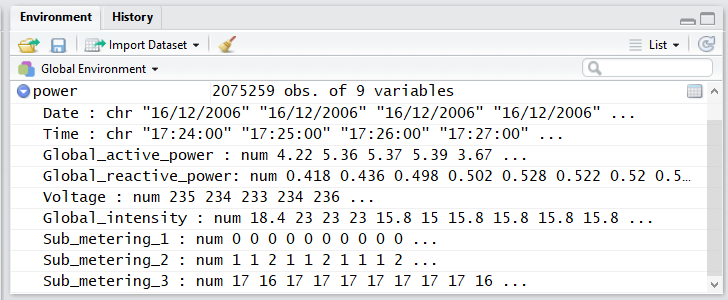 Environment History
Import Dataset List
Global Environment
power 2075259 obs. of 9 variables
Date : chr "16/12/2006" "16/12/2006" "16/12/2006" "16/12/2006" ...
Time : chr "17:24:00" "17:25:00" "17:26:00" "17:27:00" ...
Global_active_power : num 4.22 5.36 5.37 5.39 3.67 ...
Global_reactive_power: num 0.418 0.436 0.498 0.502 0.528 0.522 0.52 0.5…
Voltage : num 235 234 233 234 236 ...
Global_intensity : num 18.4 23 23 23 15.8 15 15.8 15.8 15.8 15.8 ...
Sub_metering_1 : num 0 0 0 0 0 0 0 0 0 0 ...
Sub_metering_2 : num 1 1 2 1 1 2 1 1 1 2 ...
Sub_metering_3 : num 17 16 17 17 17 17 17 17 17 16 ...